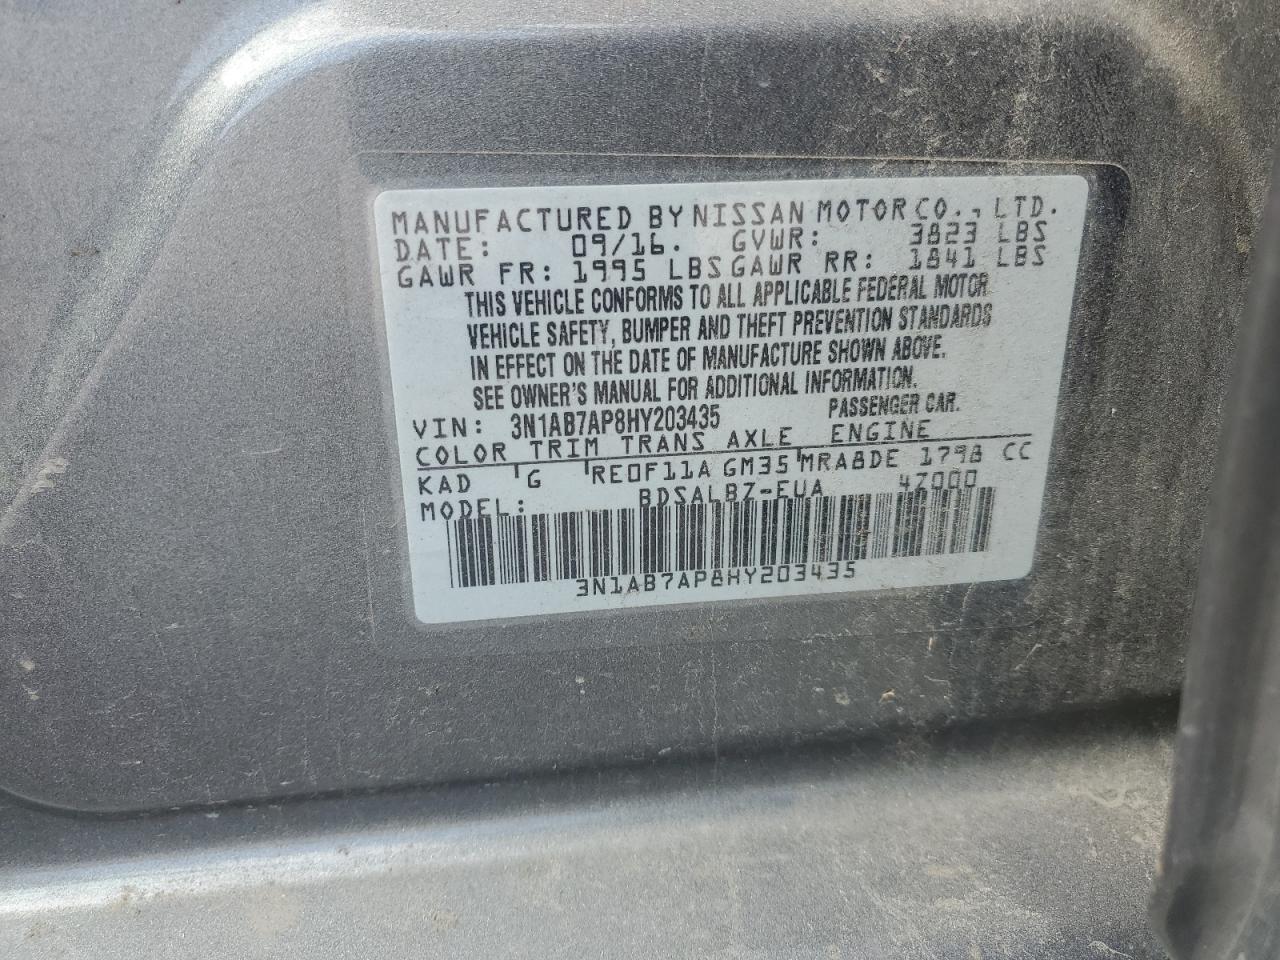 MANUFACTURED BY NISSAN MOTOR CO., LTD.
DATE: 09/16. GVWR: 3823 LBS
GAWR FR: 1995 LBS GAWR RR: 1841 LBS
THIS VEHICLE CONFORMS TO ALL APPLICABLE FEDERAL MOTOR
VEHICLE SAFETY, BUMPER AND THEFT PREVENTION STANDARDS
IN EFFECT ON THE DATE OF MANUFACTURE SHOWN ABOVE.
SEE OWNER'S MANUAL FOR ADDITIONAL INFORMATION.
VIN: 3N1AB7AP8HY203435 PASSENGER CAR.
COLOR TRIM TRANS AXLE ENGINE
KAD G RE0F11A GM35 MRA8DE 1798 CC
MODEL: BDSALBZ-EUA 4Z000
3N1AB7AP8HY203435